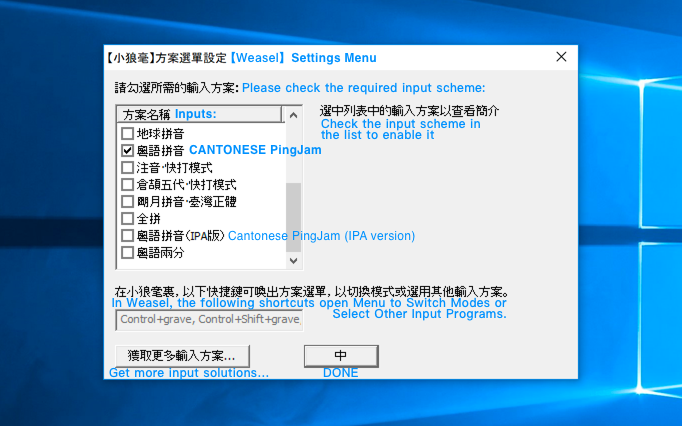 【小狼毫】方案選單設定 【Weasel】 Settings Menu
請勾選所需的輸入方案: Please check the required input scheme:
方案名稱 Inputs:
選中列表中的輸入方案以查看簡介
Check the input scheme in
the list to enable it
地球拼音
粵語拼音 CANTONESE PingJam
注音·快打模式
倉頡五代·快打模式
朙月拼音·臺灣正體
全拼
粵語拼音(IPA版) Cantonese PingJam (IPA version)
粵語兩分
在小狼毫裏，以下快捷鍵可喚出方案選單，以切換模式或選用其他輸入方案。
In Weasel, the following shortcuts open Menu to Switch Modes or
Select Other Input Programs.
Control+grave, Control+Shift+grave,
獲取更多輸入方案...
中
Get more input solutions...
DONE